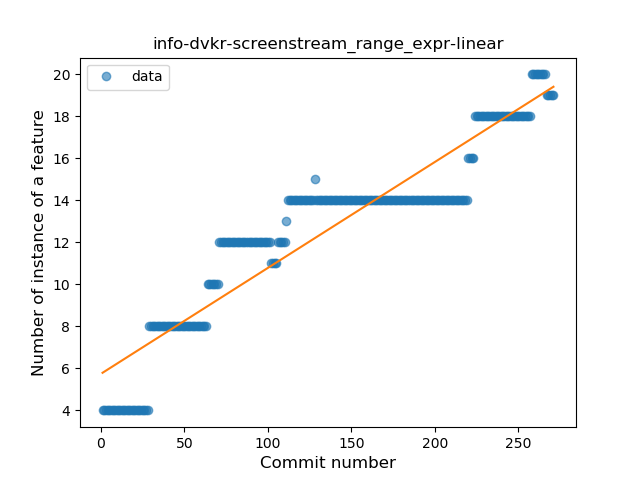 info-dvkr-screenstream_range_expr-linear
data
Number of instance of a feature
20
18
16
14
12
10
8
6
4
0 50 100 150 200 250
Commit number